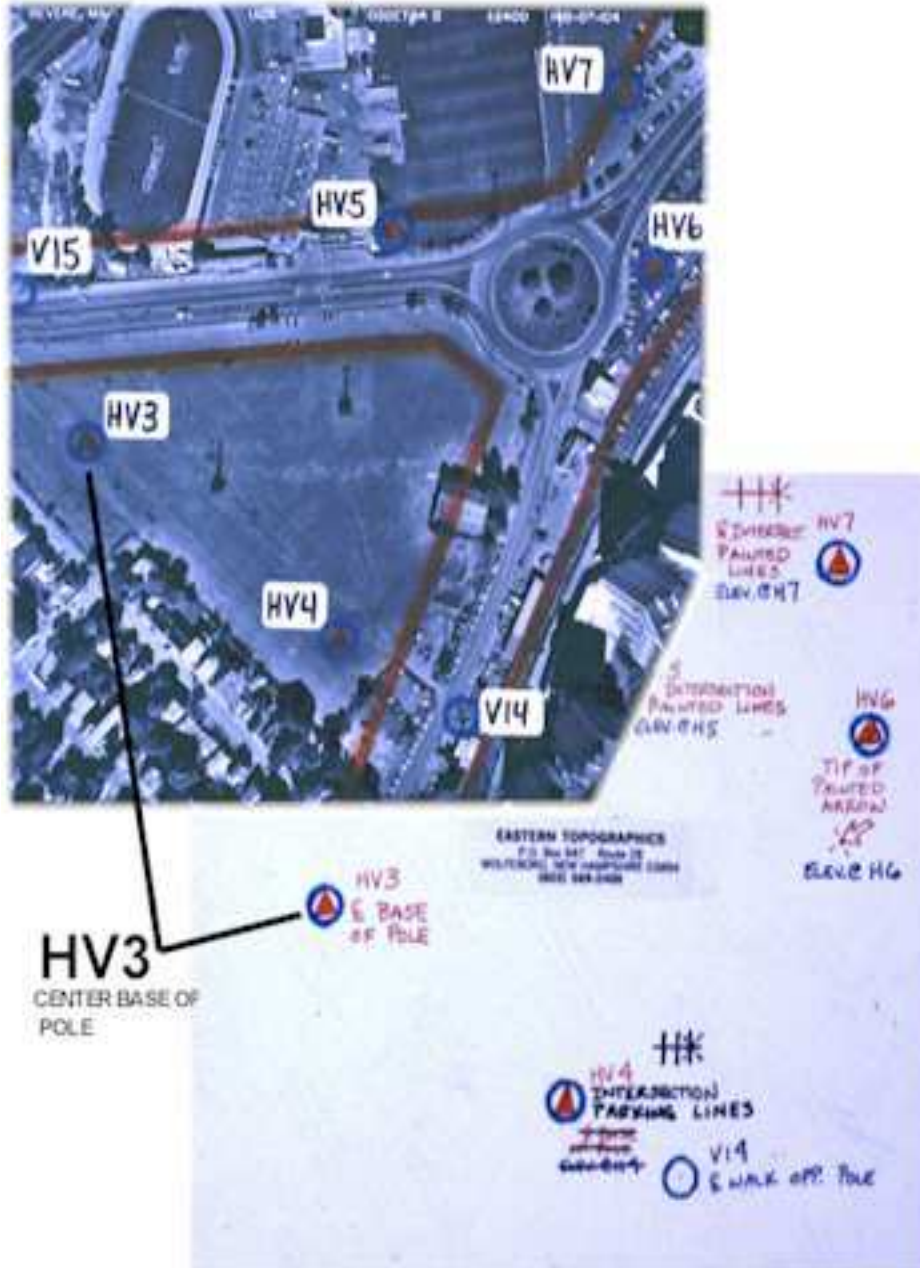 REVERE, MA
HV7
HV5
HV6
V15
HV3
HV4
V14
HV7
& INTERSECT
PAINTED
LINES
ELEV. @ H7
INTERSECTION
PAINTED LINES
ELEV. @ H5
HV6
TIP OF
PAINTED
ARROW
ELEV. @ H6
EASTERN TOPOGRAPHICS
HV3
& BASE
OF POLE
HV3
CENTER BASE OF
POLE
HV4
INTERSECTION
PARKING LINES
V14
& WALK OPP. POLE